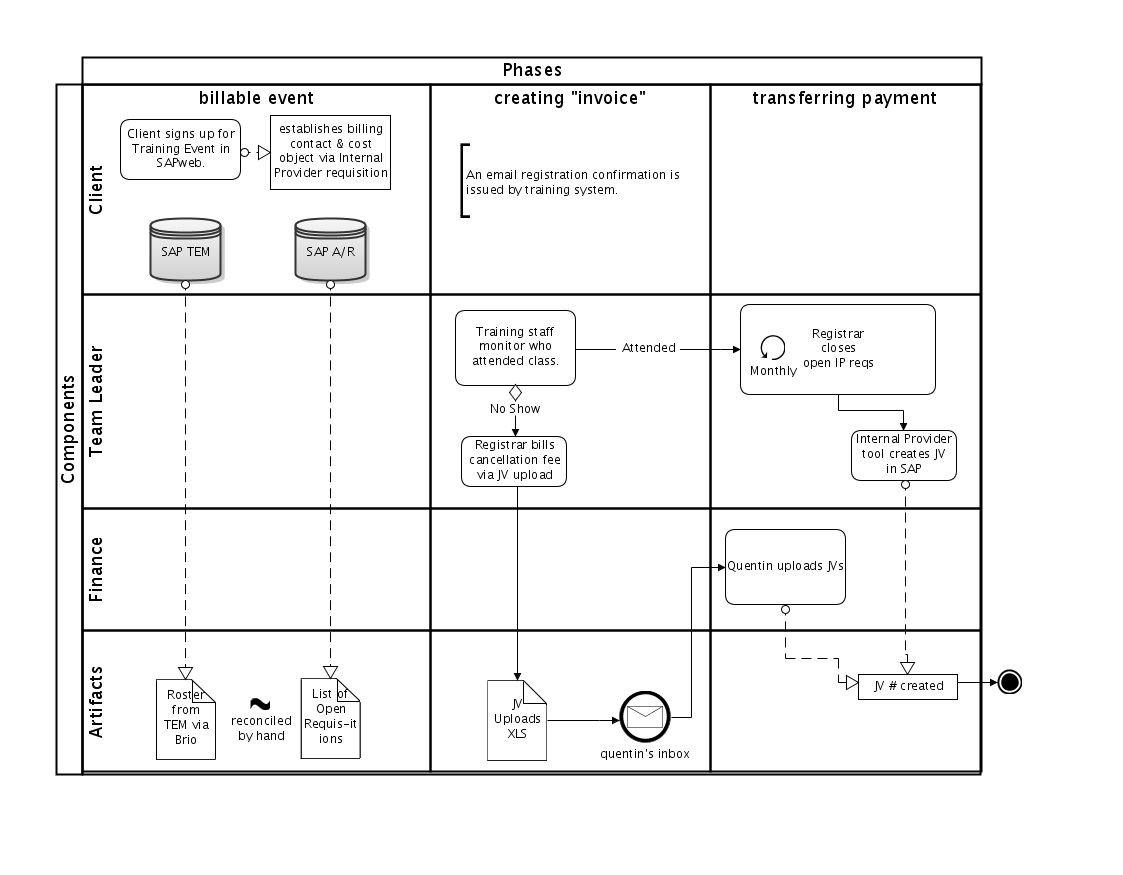 Phases
billable event
creating "invoice"
transferring payment
Components
Client
Client signs up for
Training Event in
SAPweb.
establishes billing
contact & cost
object via Internal
Provider requisition
An email registration confirmation is
issued by training system.
SAP TEM
SAP A/R
Team Leader
Training staff
monitor who
attended class.
Attended
Registrar
closes
open IP reqs
Monthly
No Show
Registrar bills
cancellation fee
via JV upload
Internal Provider
tool creates JV
in SAP
Finance
Quentin uploads JVs
Artifacts
Roster
from
TEM via
Brio
reconciled
by hand
List of
Open
Requis-it
ions
JV
Uploads
XLS
quentin's inbox
JV # created